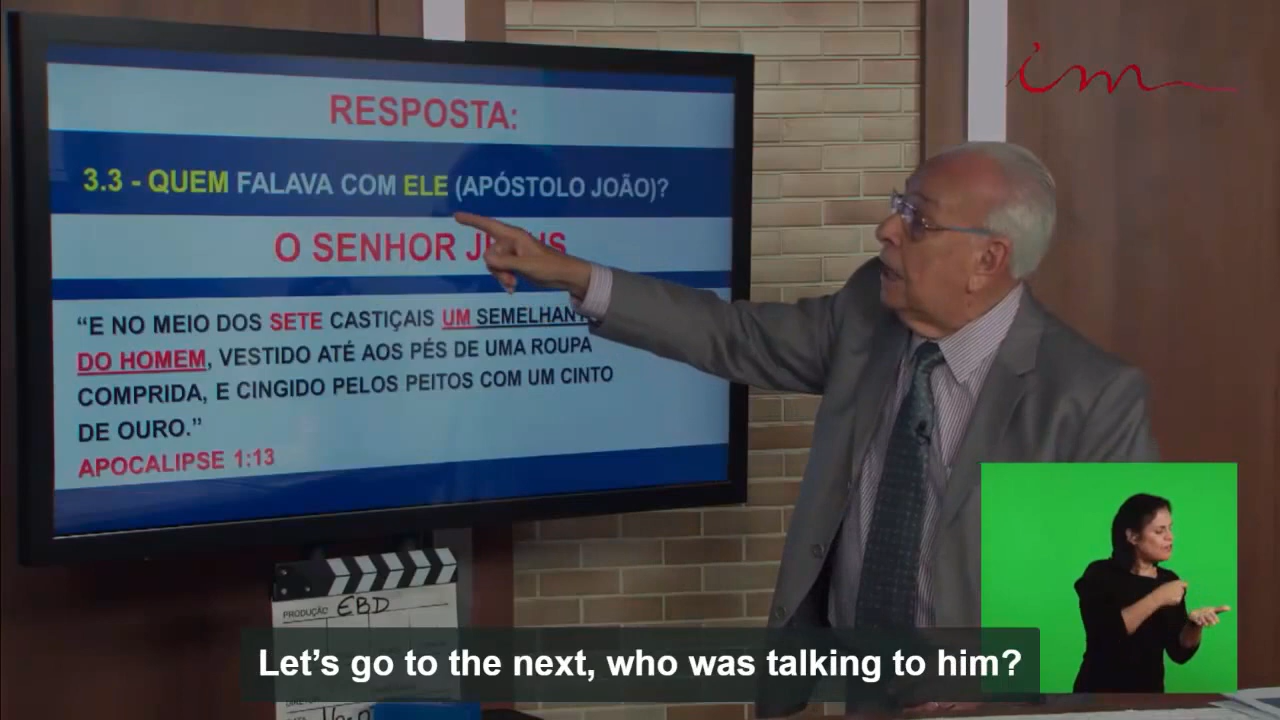 RESPOSTA:
3.3 - QUEM FALAVA COM ELE (APÓSTOLO JOÃO)?
O SENHOR
“E NO MEIO DOS SETE CASTIÇAIS UM
DO HOMEM, VESTIDO ATÉ AOS PÉS DE UMA ROUPA
COMPRIDA, E CINGIDO PELOS PEITOS COM UM CINTO
DE OURO.”
APOCALIPSE 1:13
im
PRODUÇÃO EBD
Let’s go to the next, who was talking to him?